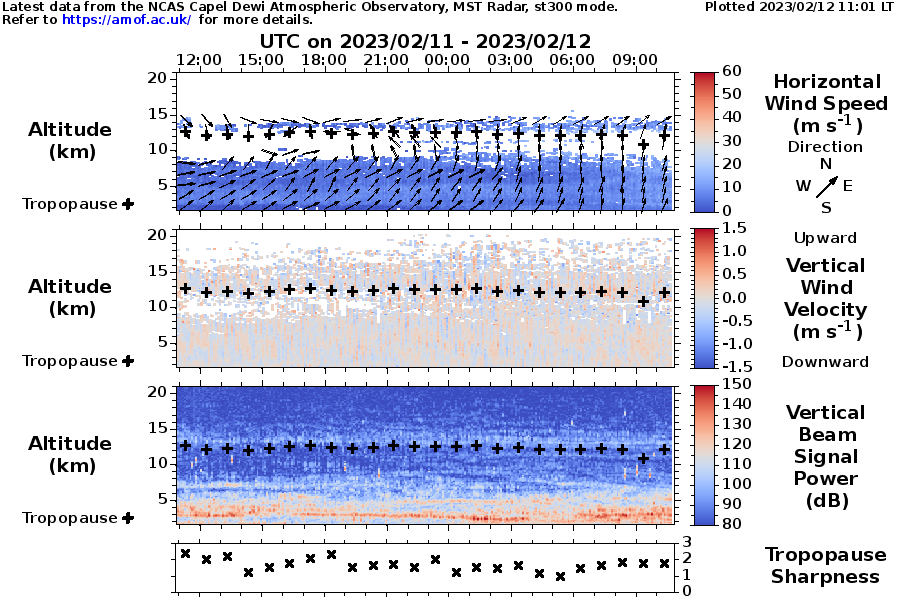 Latest data from the NCAS Capel Dewi Atmospheric Observatory, MST Radar, st300 mode.
Plotted 2023/02/12 11:01 LT
Refer to https://amof.ac.uk/ for more details.
UTC on 2023/02/11 - 2023/02/12
12:00 15:00 18:00 21:00 00:00 03:00 06:00 09:00
20
15
10
5
Altitude
(km)
Tropopause
60
50
40
30
20
10
0
Horizontal
Wind Speed
(m s-1)
Direction
N
W E
S
20
15
10
5
Altitude
(km)
Tropopause
1.5
1.0
0.5
0.0
-0.5
-1.0
-1.5
Upward
Vertical
Wind
Velocity
(m s-1)
Downward
20
15
10
5
Altitude
(km)
Tropopause
150
140
130
120
110
100
90
80
Vertical
Beam
Signal
Power
(dB)
3
2
1
0
Tropopause
Sharpness